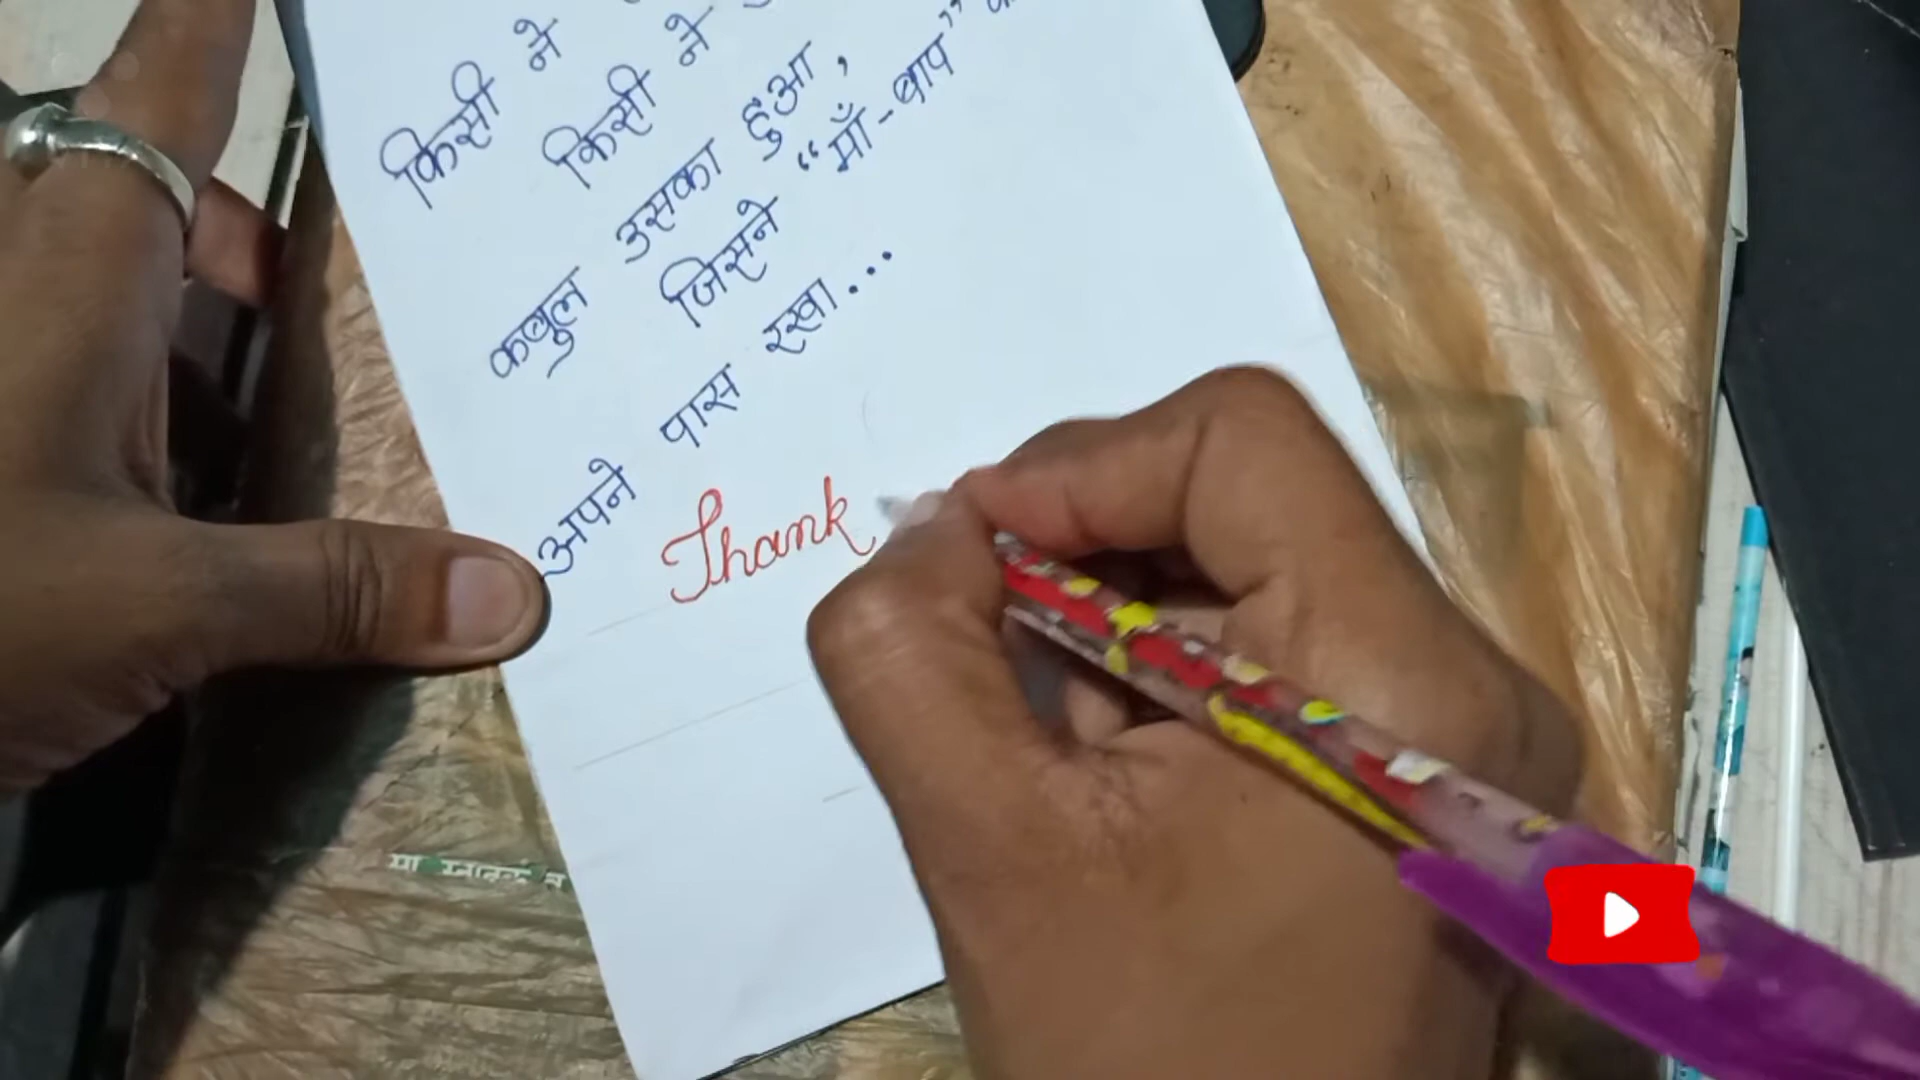 किसी ने
किसी ने
कबुल उसका हुआ,
जिसने “माँ-बाप”
अपने पास रखा...
Thank